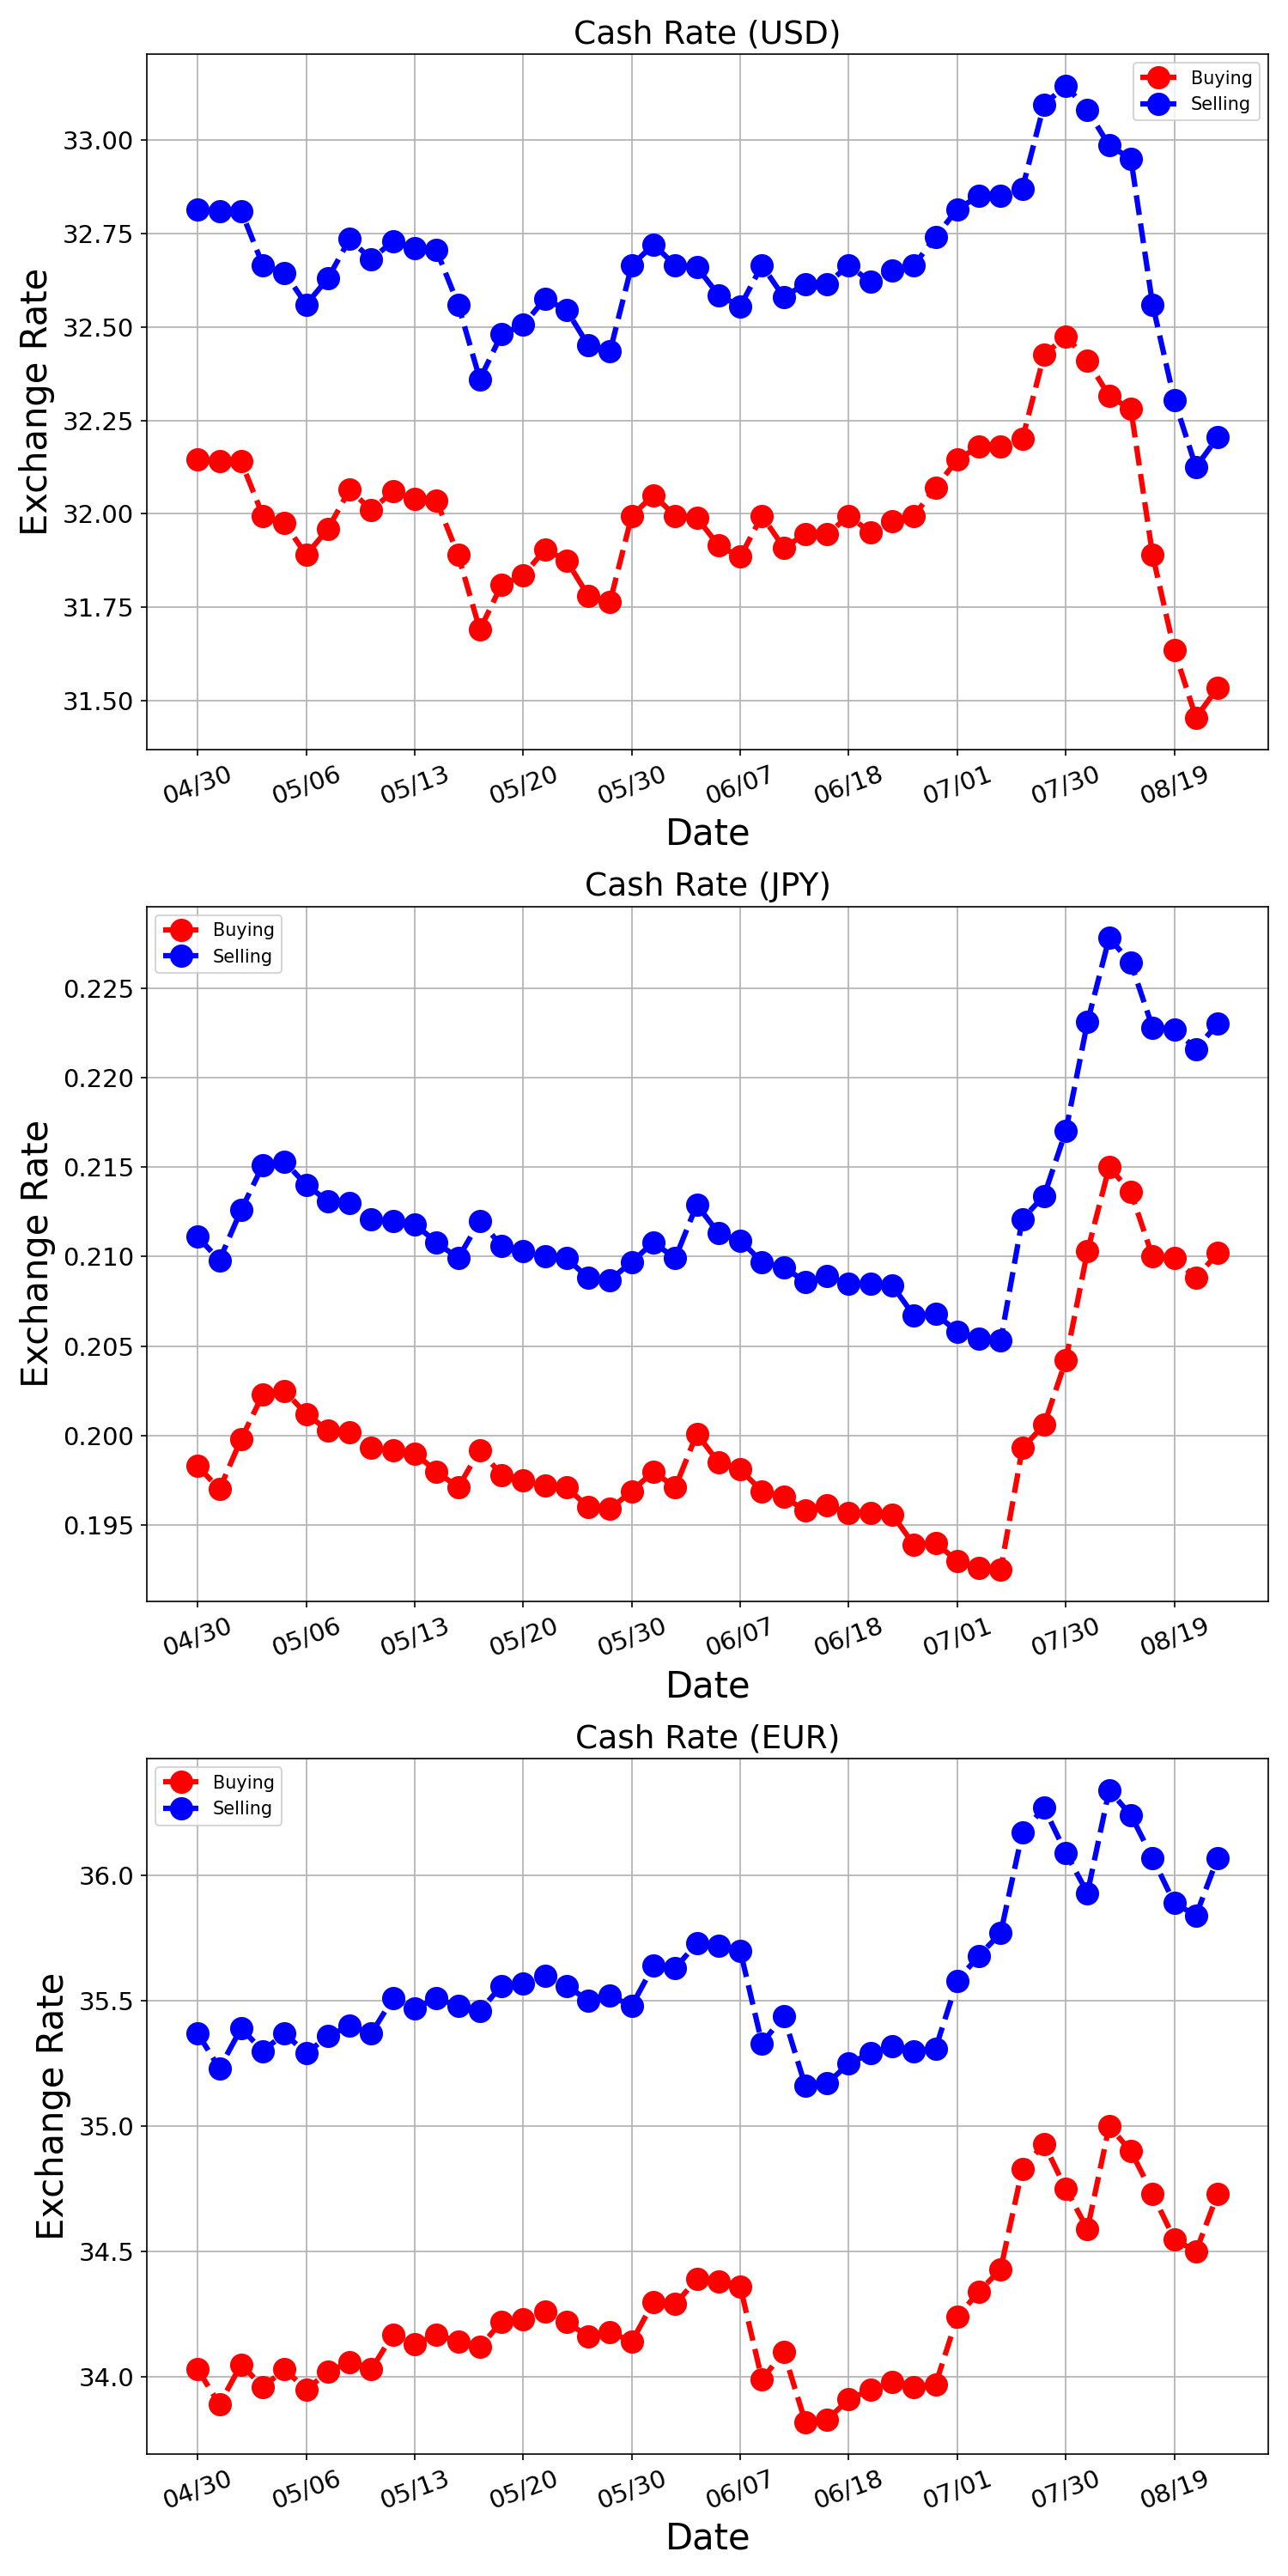 Cash Rate (USD)
Buying
Selling
33.00
32.75
32.50
32.25
32.00
31.75
31.50
Exchange Rate
04/30 05/06 05/13 05/20 05/30 06/07 06/18 07/01 07/30 08/19
Date
Cash Rate (JPY)
Buying
Selling
0.225
0.220
0.215
0.210
0.205
0.200
0.195
Exchange Rate
04/30 05/06 05/13 05/20 05/30 06/07 06/18 07/01 07/30 08/19
Date
Cash Rate (EUR)
Buying
Selling
36.0
35.5
35.0
34.5
34.0
Exchange Rate
04/30 05/06 05/13 05/20 05/30 06/07 06/18 07/01 07/30 08/19
Date